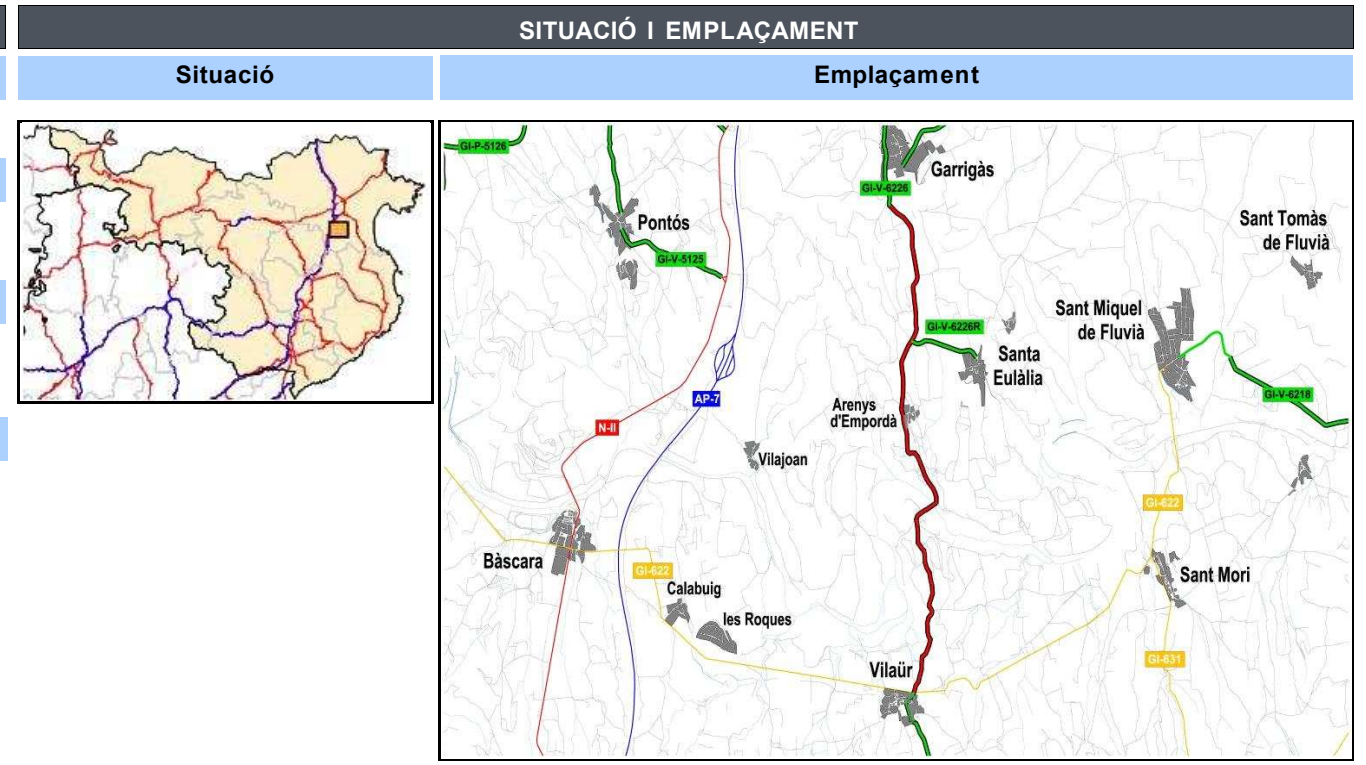 SITUACIÓ I EMPLAÇAMENT
Situació
Emplaçament
GI-P-5126
Garrigàs
GI-V-6226
Pontós
GI-V-5125
Sant Tomàs
de Fluvià
Sant Miquel
de Fluvià
GI-V-6226R
Santa
Eulàlia
AP-7
GI-V-6218
Arenys
d'Empordà
N-II
Vilajoan
GI-622
Bàscara
GI-622
Sant Mori
Calabuig
les Roques
GI-631
Vilaür